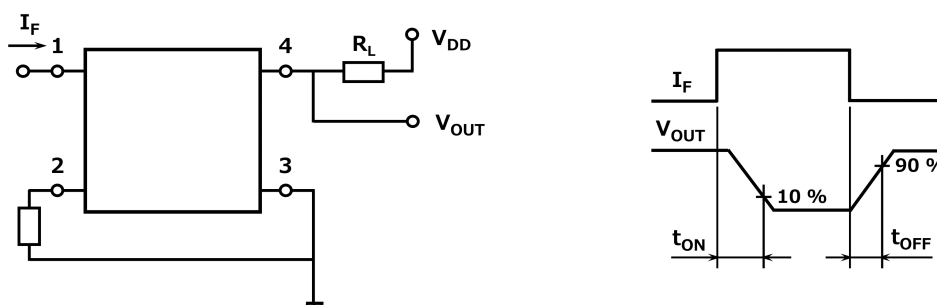 I_F
1
4
R_L
V_DD
V_OUT
2
3
I_F
V_OUT
10 %
90 %
t_ON
t_OFF